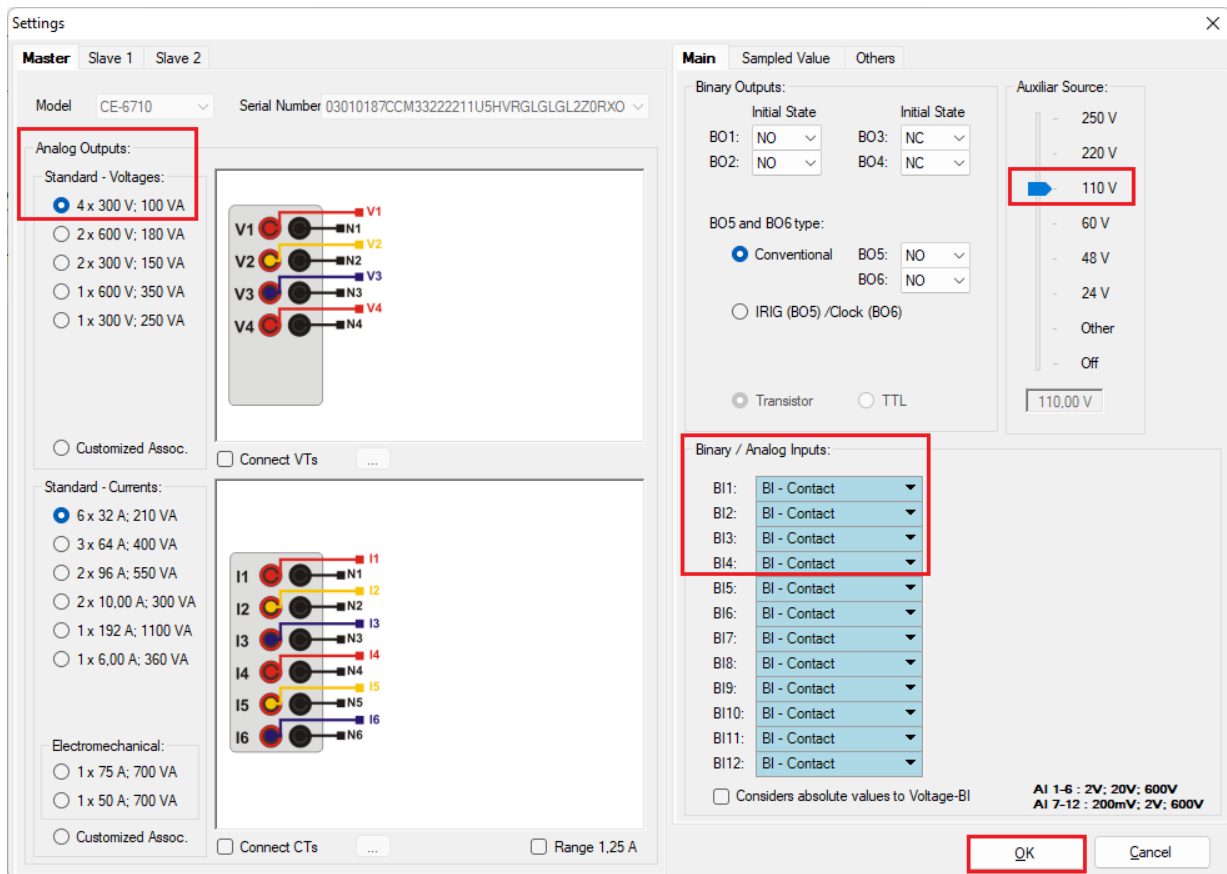 Settings
Master Slave 1 Slave 2
Model CE-6710 Serial Number 03010187CCM33222211U5HVRGLGLGL2Z0RXO
Analog Outputs:
Standard - Voltages:
4 x 300 V; 100 VA
2 x 600 V; 180 VA
2 x 300 V; 150 VA
1 x 600 V; 350 VA
1 x 300 V; 250 VA
Customized Assoc.
V1 V1
N1
V2 V2
N2
V3 V3
N3
V4 V4
N4
Connect VTs ...
Standard - Currents:
6 x 32 A; 210 VA
3 x 64 A; 400 VA
2 x 96 A; 550 VA
2 x 10,00 A; 300 VA
1 x 192 A; 1100 VA
1 x 6,00 A; 360 VA
Electromechanical:
1 x 75 A; 700 VA
1 x 50 A; 700 VA
Customized Assoc.
I1 I1
N1
I2 I2
N2
I3 I3
N3
I4 I4
N4
I5 I5
N5
I6 I6
N6
Connect CTs ... Range 1,25 A
Main Sampled Value Others
Binary Outputs:
Initial State Initial State
BO1: NO BO3: NC
BO2: NO BO4: NC
BO5 and BO6 type:
Conventional BO5: NO
BO6: NO
IRIG (BO5) /Clock (BO6)
Transistor TTL
Auxiliar Source:
250 V
220 V
110 V
60 V
48 V
24 V
Other
Off
110,00 V
Binary / Analog Inputs:
BI1: BI - Contact
BI2: BI - Contact
BI3: BI - Contact
BI4: BI - Contact
BI5: BI - Contact
BI6: BI - Contact
BI7: BI - Contact
BI8: BI - Contact
BI9: BI - Contact
BI10: BI - Contact
BI11: BI - Contact
BI12: BI - Contact
Considers absolute values to Voltage-BI
AI 1-6 : 2V; 20V; 600V
AI 7-12 : 200mV; 2V; 600V
OK Cancel